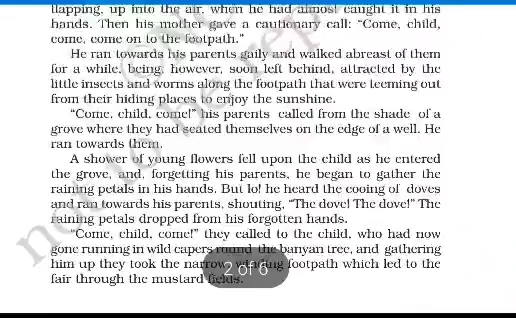 flapping, up into the air, when he had almost caught it in his
hands. Then his mother gave a cautionary call: "Come, child,
come, come on to the footpath."
He ran towards his parents gaily and walked abreast of them
for a while, being, however, soon left behind, attracted by the
little insects and worms along the footpath that were teeming out
from their hiding places to enjoy the sunshine.
"Come, child, come!" his parents called from the shade of a
grove where they had seated themselves on the edge of a well. He
ran towards them.
A shower of young flowers fell upon the child as he entered
the grove, and, forgetting his parents, he began to gather the
raining petals in his hands. But lo! he heard the cooing of doves
and ran towards his parents, shouting, "The dove! The dove!" The
raining petals dropped from his forgotten hands.
"Come, child, come!" they called to the child, who had now
gone running in wild capers round the banyan tree, and gathering
him up they took the narrow, winding footpath which led to the
fair through the mustard fields.
2 of 6
not to be rep